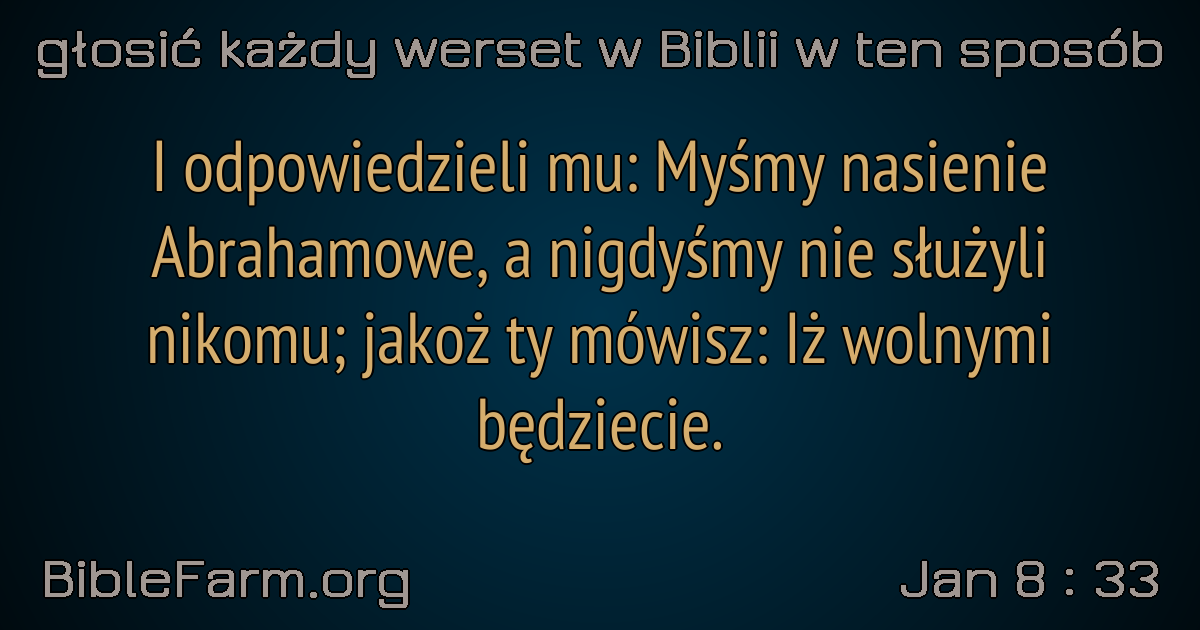 głosić każdy werset w Biblii w ten sposób
I odpowiedzieli mu: Myśmy nasienie
Abrahamowe, a nigdyśmy nie służyli
nikomu; jakoż ty mówisz: Iż wolnymi
będziecie.
BibleFarm.org
Jan 8 : 33